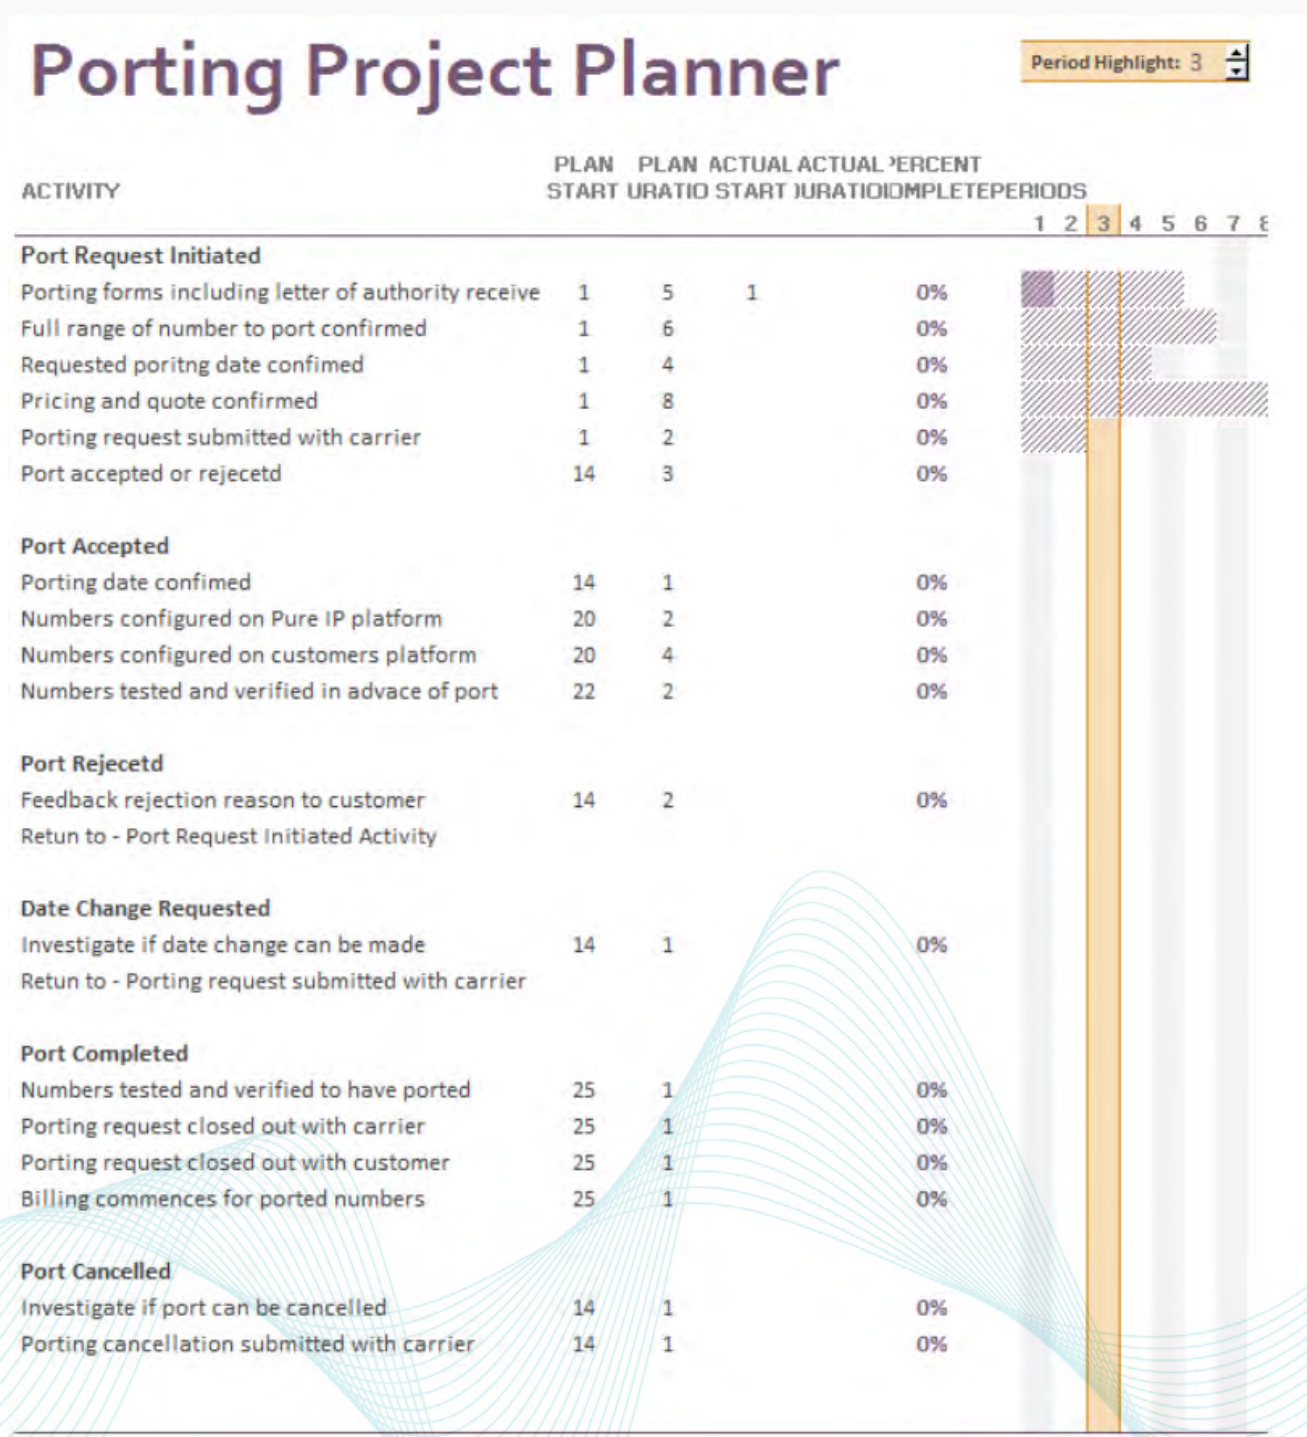 Porting Project Planner
Period Highlight: 3
PLAN PLAN ACTUAL ACTUAL PERCENT
ACTIVITY START URATIO START URATIO OMPLETE PERIODS
1 2 3 4 5 6 7 8
Port Request Initiated
Porting forms including letter of authority receive 1 5 1 0%
Full range of number to port confirmed 1 6 0%
Requested poritng date confimed 1 4 0%
Pricing and quote confirmed 1 8 0%
Porting request submitted with carrier 1 2 0%
Port accepted or rejecetd 14 3 0%
Port Accepted
Porting date confimed 14 1 0%
Numbers configured on Pure IP platform 20 2 0%
Numbers configured on customers platform 20 4 0%
Numbers tested and verified in advace of port 22 2 0%
Port Rejecetd
Feedback rejection reason to customer 14 2 0%
Retun to - Port Request Initiated Activity
Date Change Requested
Investigate if date change can be made 14 1 0%
Retun to - Porting request submitted with carrier
Port Completed
Numbers tested and verified to have ported 25 1 0%
Porting request closed out with carrier 25 1 0%
Porting request closed out with customer 25 1 0%
Billing commences for ported numbers 25 1 0%
Port Cancelled
Investigate if port can be cancelled 14 1 0%
Porting cancellation submitted with carrier 14 1 0%